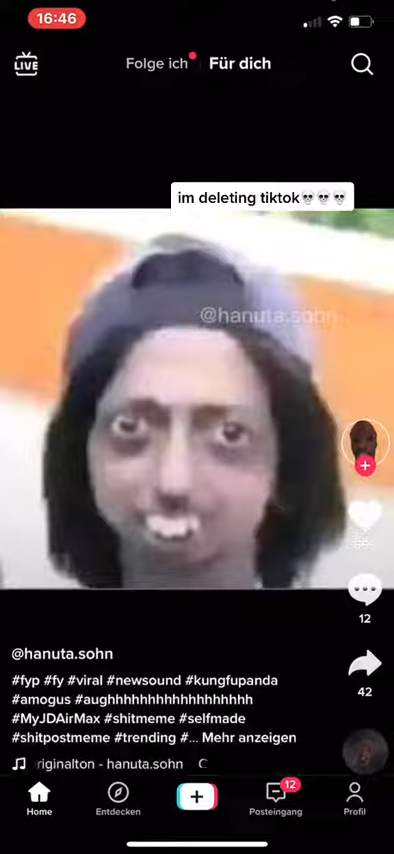 16:46
LIVE
Folge ich Für dich
im deleting tiktok💀💀💀
@hanuta.sohn
12
42
@hanuta.sohn
#fyp #fy #viral #newsound #kungfupanda
#amogus #aughhhhhhhhhhhhhhhhhhh
#MyJDAirMax #shitmeme #selfmade
#shitpostmeme #trending #... Mehr anzeigen
riginalton - hanuta.sohn
12
Home Entdecken Posteingang Profil